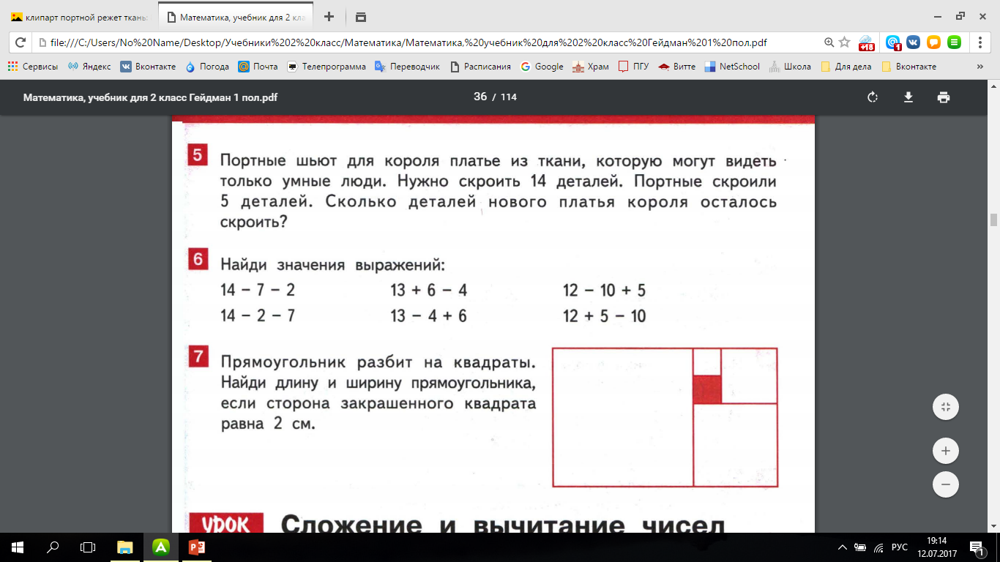 клипарт портной режет ткань
Математика, учебник для 2 кла
file:///C:/Users/No%20Name/Desktop/Учебники%202%20класс/Математика/Математика,%20учебник%20для%202%20класс%20Гейдман%201%20пол.pdf
+18
1
Сервисы Яндекс Вконтакте Погода Почта Телепрограмма Переводчик Расписания Google Храм ПГУ Витте NetSchool Школа Для дела Вконтакте »
Математика, учебник для 2 класс Гейдман 1 пол.pdf 36 / 114
5 Портные шьют для короля платье из ткани, которую могут видеть
только умные люди. Нужно скроить 14 деталей. Портные скроили
5 деталей. Сколько деталей нового платья короля осталось
скроить?
6 Найди значения выражений:
14 – 7 – 2 13 + 6 – 4 12 – 10 + 5
14 – 2 – 7 13 – 4 + 6 12 + 5 – 10
7 Прямоугольник разбит на квадраты.
Найди длину и ширину прямоугольника,
если сторона закрашенного квадрата
равна 2 см.
УРОК Сложение и вычитание чисел
РУС 19:14
12.07.2017
1